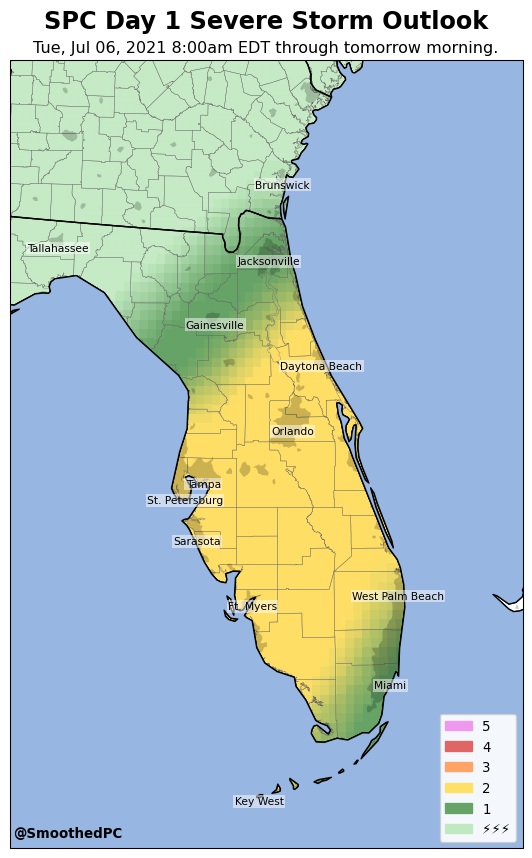 SPC Day 1 Severe Storm Outlook
Tue, Jul 06, 2021 8:00am EDT through tomorrow morning.
Brunswick
Tallahassee
Jacksonville
Gainesville
Daytona Beach
Orlando
Tampa
St. Petersburg
Sarasota
West Palm Beach
Ft. Myers
Miami
Key West
5
4
3
2
1
⚡⚡⚡
@SmoothedPC